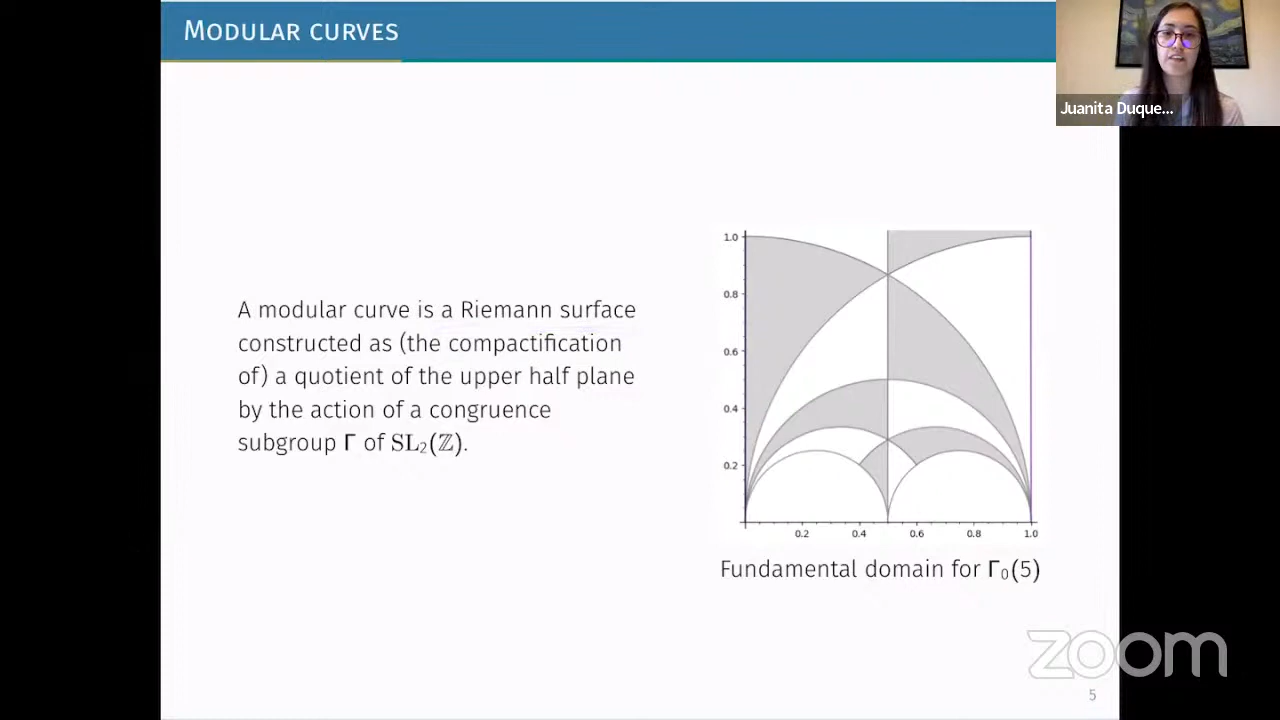 MODULAR CURVES
Juanita Duque...
A modular curve is a Riemann surface
constructed as (the compactification
of) a quotient of the upper half plane
by the action of a congruence
subgroup Γ of SL₂(ℤ).
1.0
0.8
0.6
0.4
0.2
0.2 0.4 0.6 0.8 1.0
Fundamental domain for Γ₀(5)
zoom
5